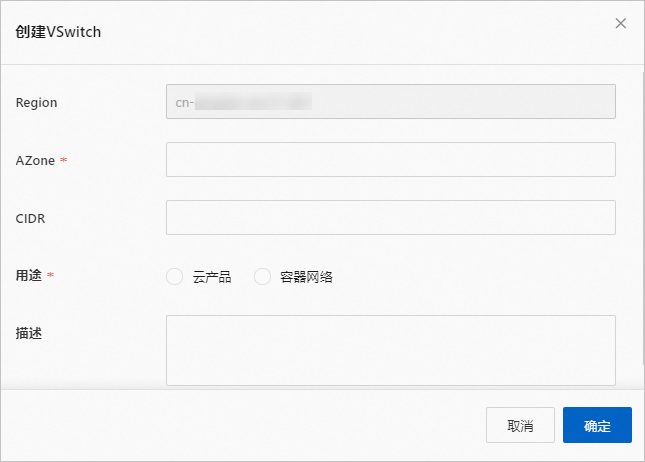 创建VSwitch
Region
cn-
AZone *
CIDR
用途 *
云产品 容器网络
描述
取消 确定